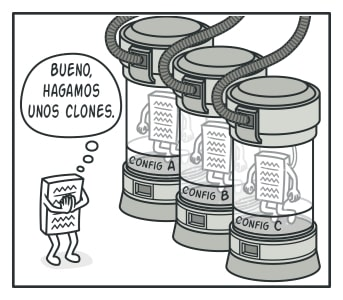 BUENO,
HAGAMOS
UNOS CLONES.
CONFIG A
CONFIG B
CONFIG C